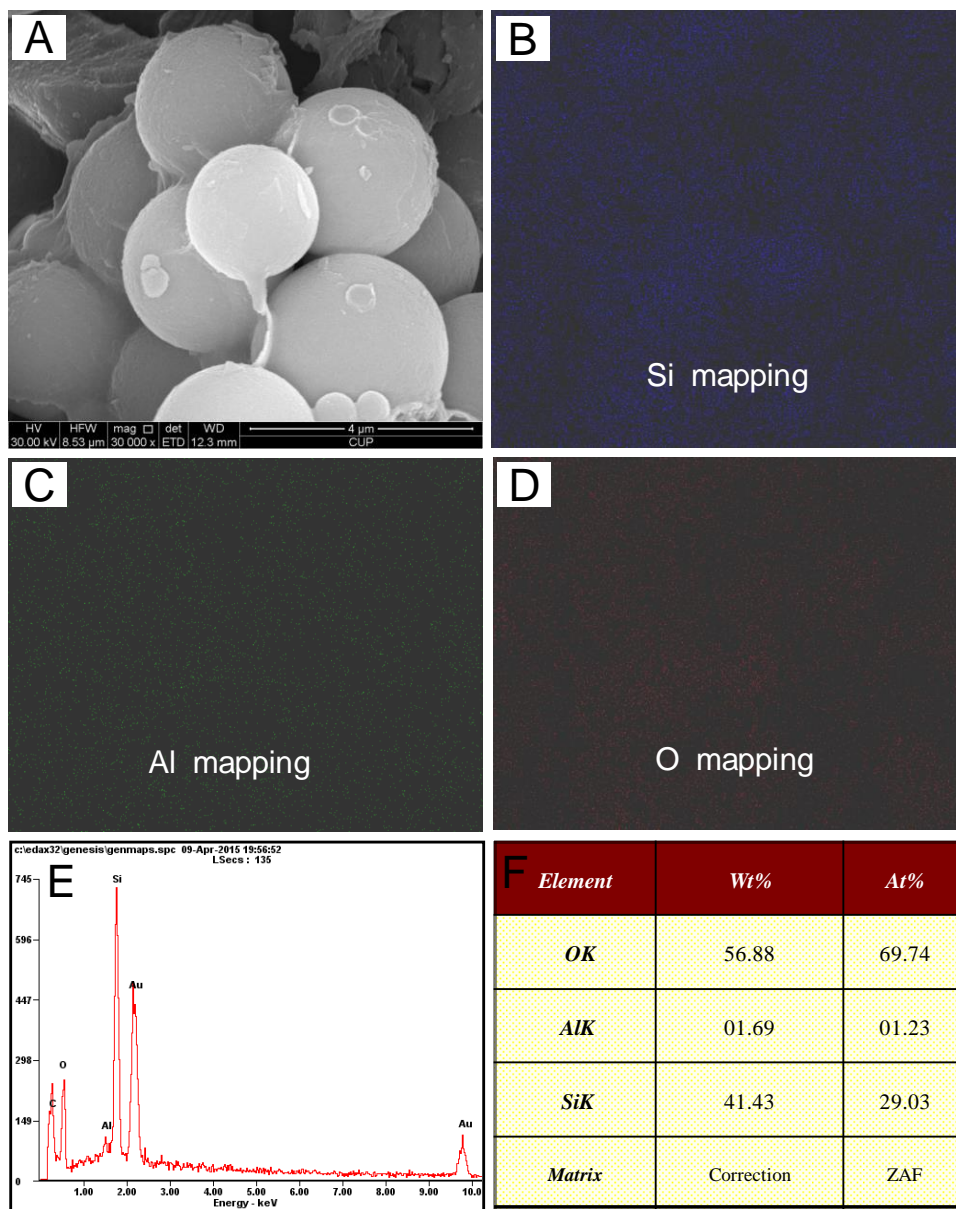 A
HV HFW mag □ det WD
30.00 kV 8.53 µm 30 000 x ETD 12.3 mm
4 µm
CUP
B
Si mapping
C
Al mapping
D
O mapping
c:\edax32\genesis\genmaps.spc 09-Apr-2015 19:56:52
LSecs : 135
E
745
596
447
298
149
0
Si
Au
O
C
Al
Au
1.00 2.00 3.00 4.00 5.00 6.00 7.00 8.00 9.00 10.0
Energy - keV
F
Element Wt% At%
OK 56.88 69.74
AlK 01.69 01.23
SiK 41.43 29.03
Matrix Correction ZAF